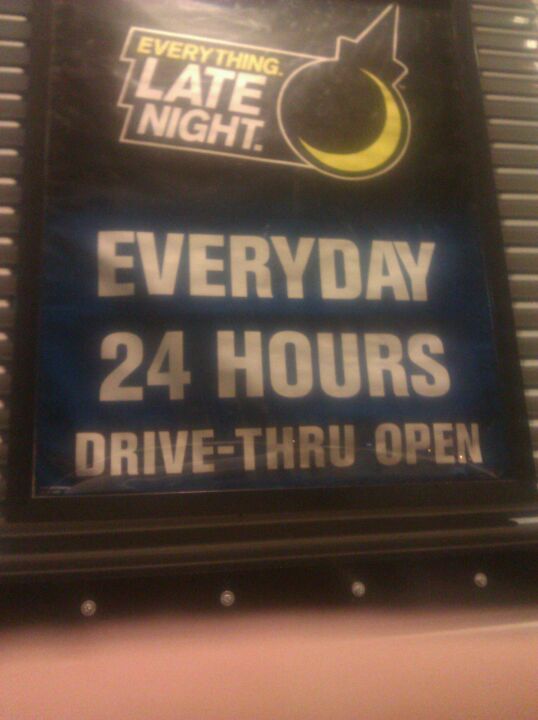 EVERYTHING.
LATE
NIGHT.
EVERYDAY
24 HOURS
DRIVE-THRU OPEN